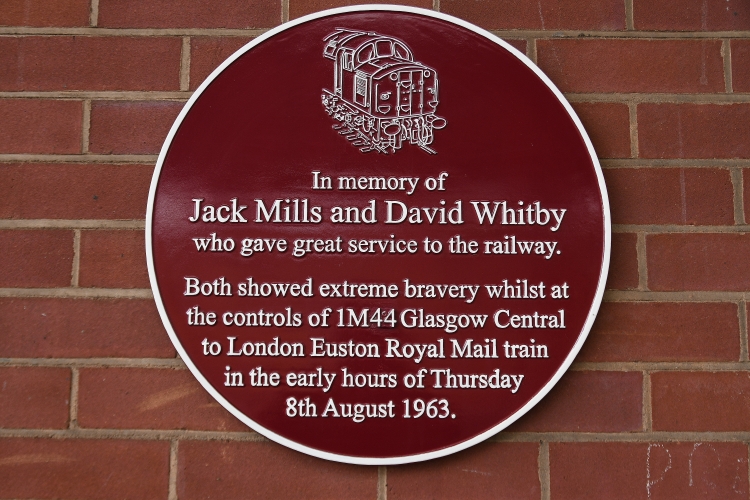 In memory of
Jack Mills and David Whitby
who gave great service to the railway.
Both showed extreme bravery whilst at
the controls of 1M44 Glasgow Central
to London Euston Royal Mail train
in the early hours of Thursday
8th August 1963.